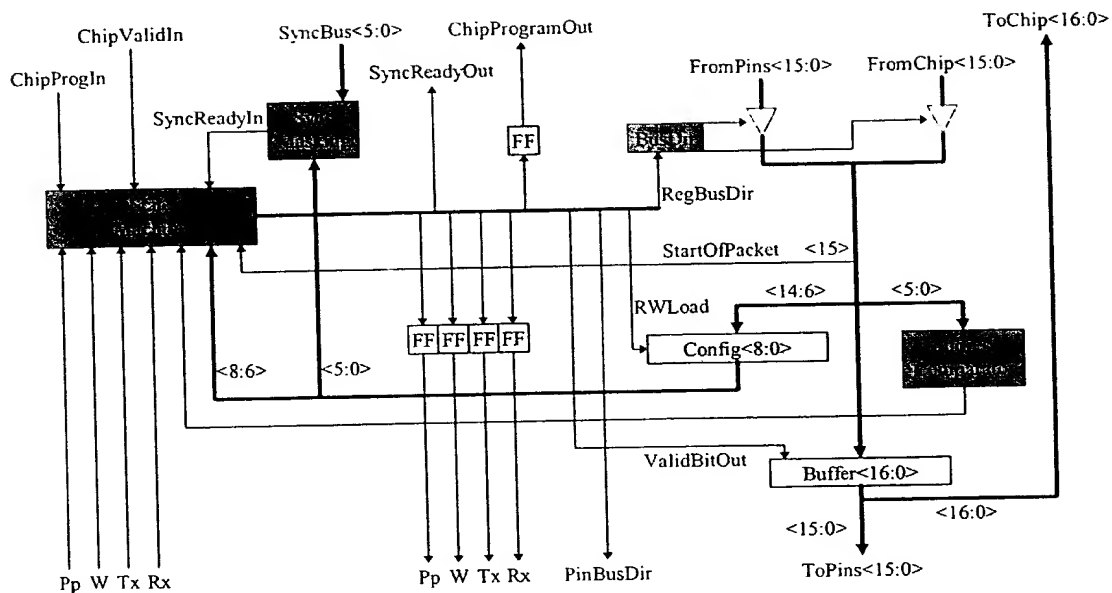 ToChip<16:0>
ChipValidIn
SyncBus<5:0>
ChipProgramOut
ChipProgIn
SyncReadyOut
FromPins<15:0>
FromChip<15:0>
SyncReadyIn
Sync
FF
BusDir
RegBusDir
StartOfPacket
<15>
<14:6>
<5:0>
RWLoad
FF FF FF FF
Config<8:0>
<8:6>
<5:0>
ValidBitOut
Buffer<16:0>
<15:0>
<16:0>
Pp W Tx Rx
Pp W Tx Rx
PinBusDir
ToPins<15:0>